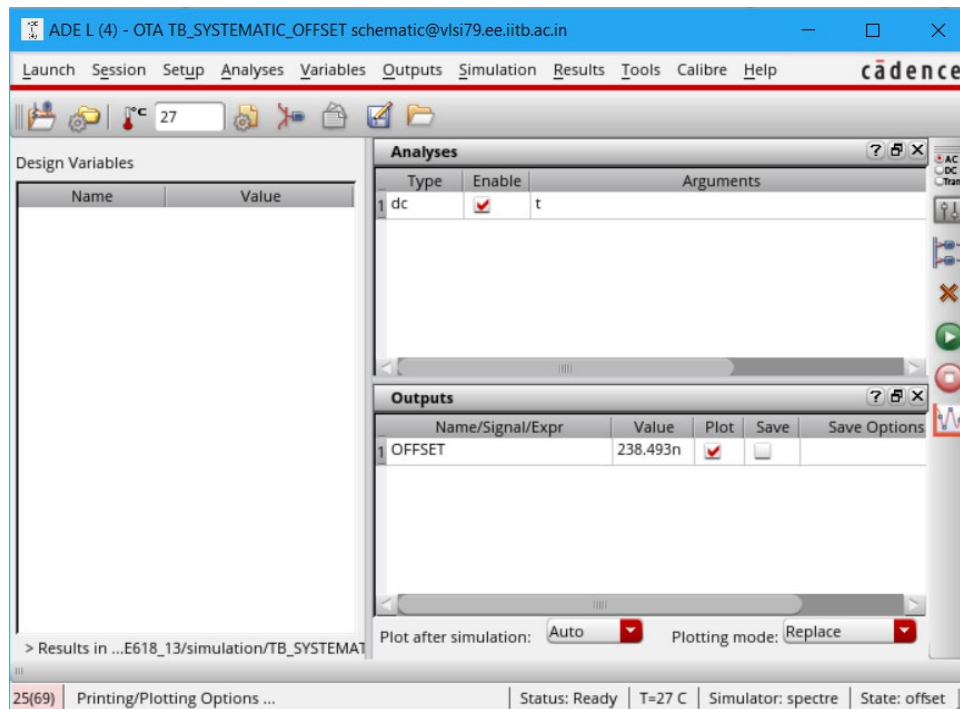 ADE L (4) - OTA TB_SYSTEMATIC_OFFSET schematic@vlsi79.ee.iitb.ac.in
Launch Session Setup Analyses Variables Outputs Simulation Results Tools Calibre Help cādence
°C 27
Design Variables
Name Value
Analyses
Type Enable Arguments
1 dc t
AC
DC
Tran
Outputs
Name/Signal/Expr Value Plot Save Save Options
1 OFFSET 238.493n
Plot after simulation: Auto Plotting mode: Replace
> Results in ...E618_13/simulation/TB_SYSTEMAT
25(69) Printing/Plotting Options ... Status: Ready T=27 C Simulator: spectre State: offset